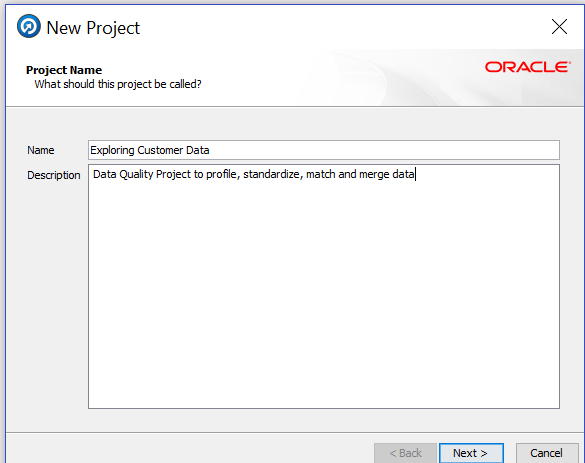 New Project
Project Name
ORACLE
What should this project be called?
Name
Exploring Customer Data
Description
Data Quality Project to profile, standardize, match and merge data
< Back
Next >
Cancel